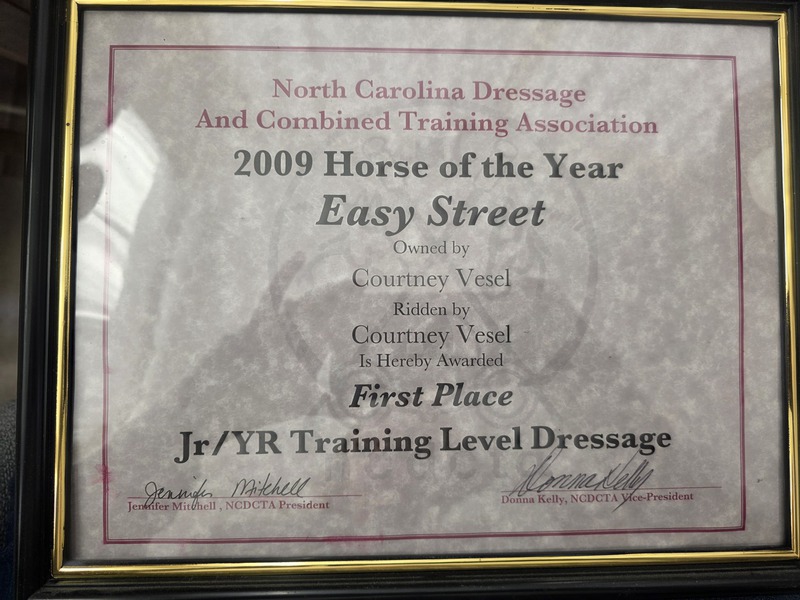 North Carolina Dressage
And Combined Training Association
2009 Horse of the Year
Easy Street
Owned by
Courtney Vesel
Ridden by
Courtney Vesel
Is Hereby Awarded
First Place
Jr/YR Training Level Dressage
Jennifer Mitchell
Donna Kelly
Jennifer Mitchell , NCDCTA President
Donna Kelly, NCDCTA Vice-President